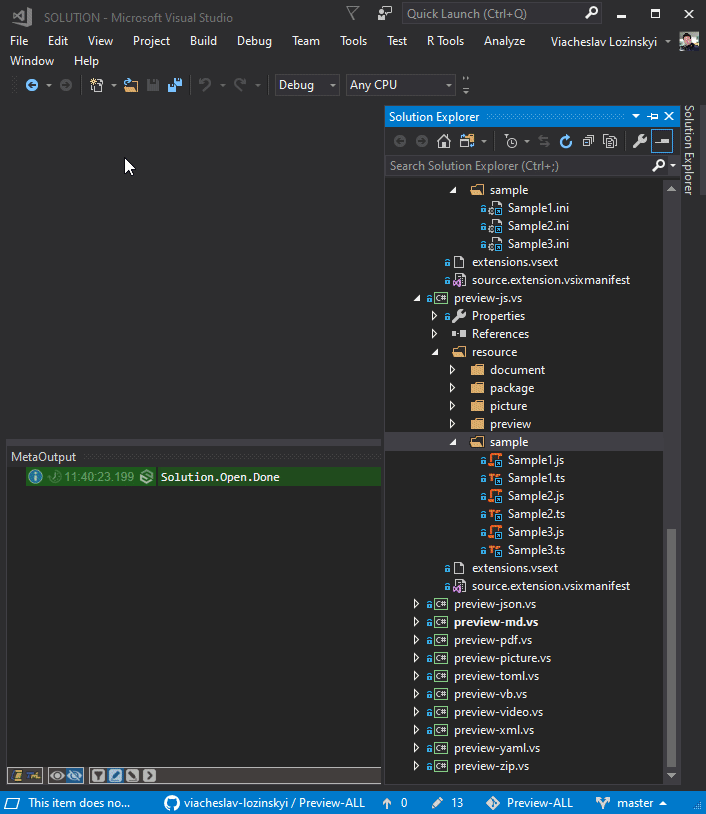 SOLUTION - Microsoft Visual Studio
Quick Launch (Ctrl+Q)
File Edit View Project Build Debug Team Tools Test R Tools Analyze Viacheslav Lozinskyi
Window Help
Debug Any CPU
Solution Explorer
Search Solution Explorer (Ctrl+;)
Solution Explorer
sample
Sample1.ini
Sample2.ini
Sample3.ini
extensions.vsext
source.extension.vsixmanifest
C# preview-js.vs
Properties
References
resource
document
package
picture
preview
sample
Sample1.js
Sample1.ts
Sample2.js
Sample2.ts
Sample3.js
Sample3.ts
extensions.vsext
source.extension.vsixmanifest
C# preview-json.vs
C# preview-md.vs
C# preview-pdf.vs
C# preview-picture.vs
C# preview-toml.vs
C# preview-vb.vs
C# preview-video.vs
C# preview-xml.vs
C# preview-yaml.vs
C# preview-zip.vs
MetaOutput
11:40:23.199 Solution.Open.Done
This item does no... viacheslav-lozinskyi / Preview-ALL 0 13 Preview-ALL master